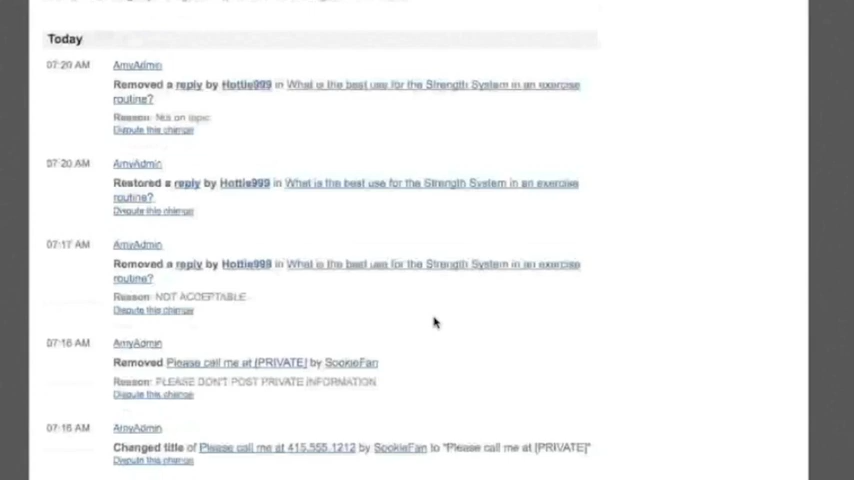 Today
07:20 AM AmyAdmin
Removed a reply by Hottie999 in What is the best use for the Strength System in an exercise
routine?
Reason: Not on topic
Dispute this change
07:20 AM AmyAdmin
Restored a reply by Hottie999 in What is the best use for the Strength System in an exercise
routine?
Dispute this change
07:17 AM AmyAdmin
Removed a reply by Hottie999 in What is the best use for the Strength System in an exercise
routine?
Reason: NOT ACCEPTABLE
Dispute this change
07:16 AM AmyAdmin
Removed Please call me at [PRIVATE] by SookieFan
Reason: PLEASE DON'T POST PRIVATE INFORMATION
Dispute this change
07:16 AM AmyAdmin
Changed title of Please call me at 415.555.1212 by SookieFan to "Please call me at [PRIVATE]"
Dispute this change